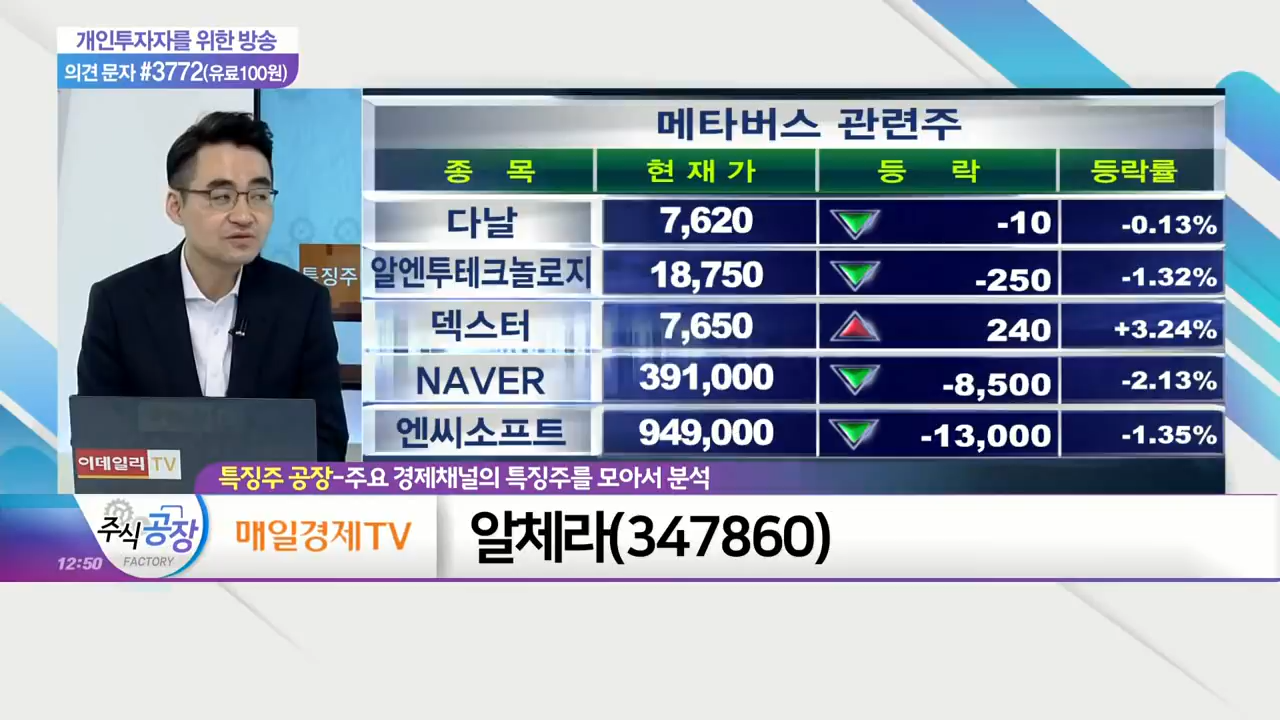 개인투자자를 위한 방송
의견 문자 #3772(유료100원)
메타버스 관련주
종 목 현 재 가 등 락 등락률
다날 7,620 -10 -0.13%
알엔투테크놀로지 18,750 -250 -1.32%
덱스터 7,650 240 +3.24%
NAVER 391,000 -8,500 -2.13%
엔씨소프트 949,000 -13,000 -1.35%
특징주
이데일리 TV
특징주 공장-주요 경제채널의 특징주를 모아서 분석
주식공장
FACTORY
12:50
매일경제TV
알체라(347860)